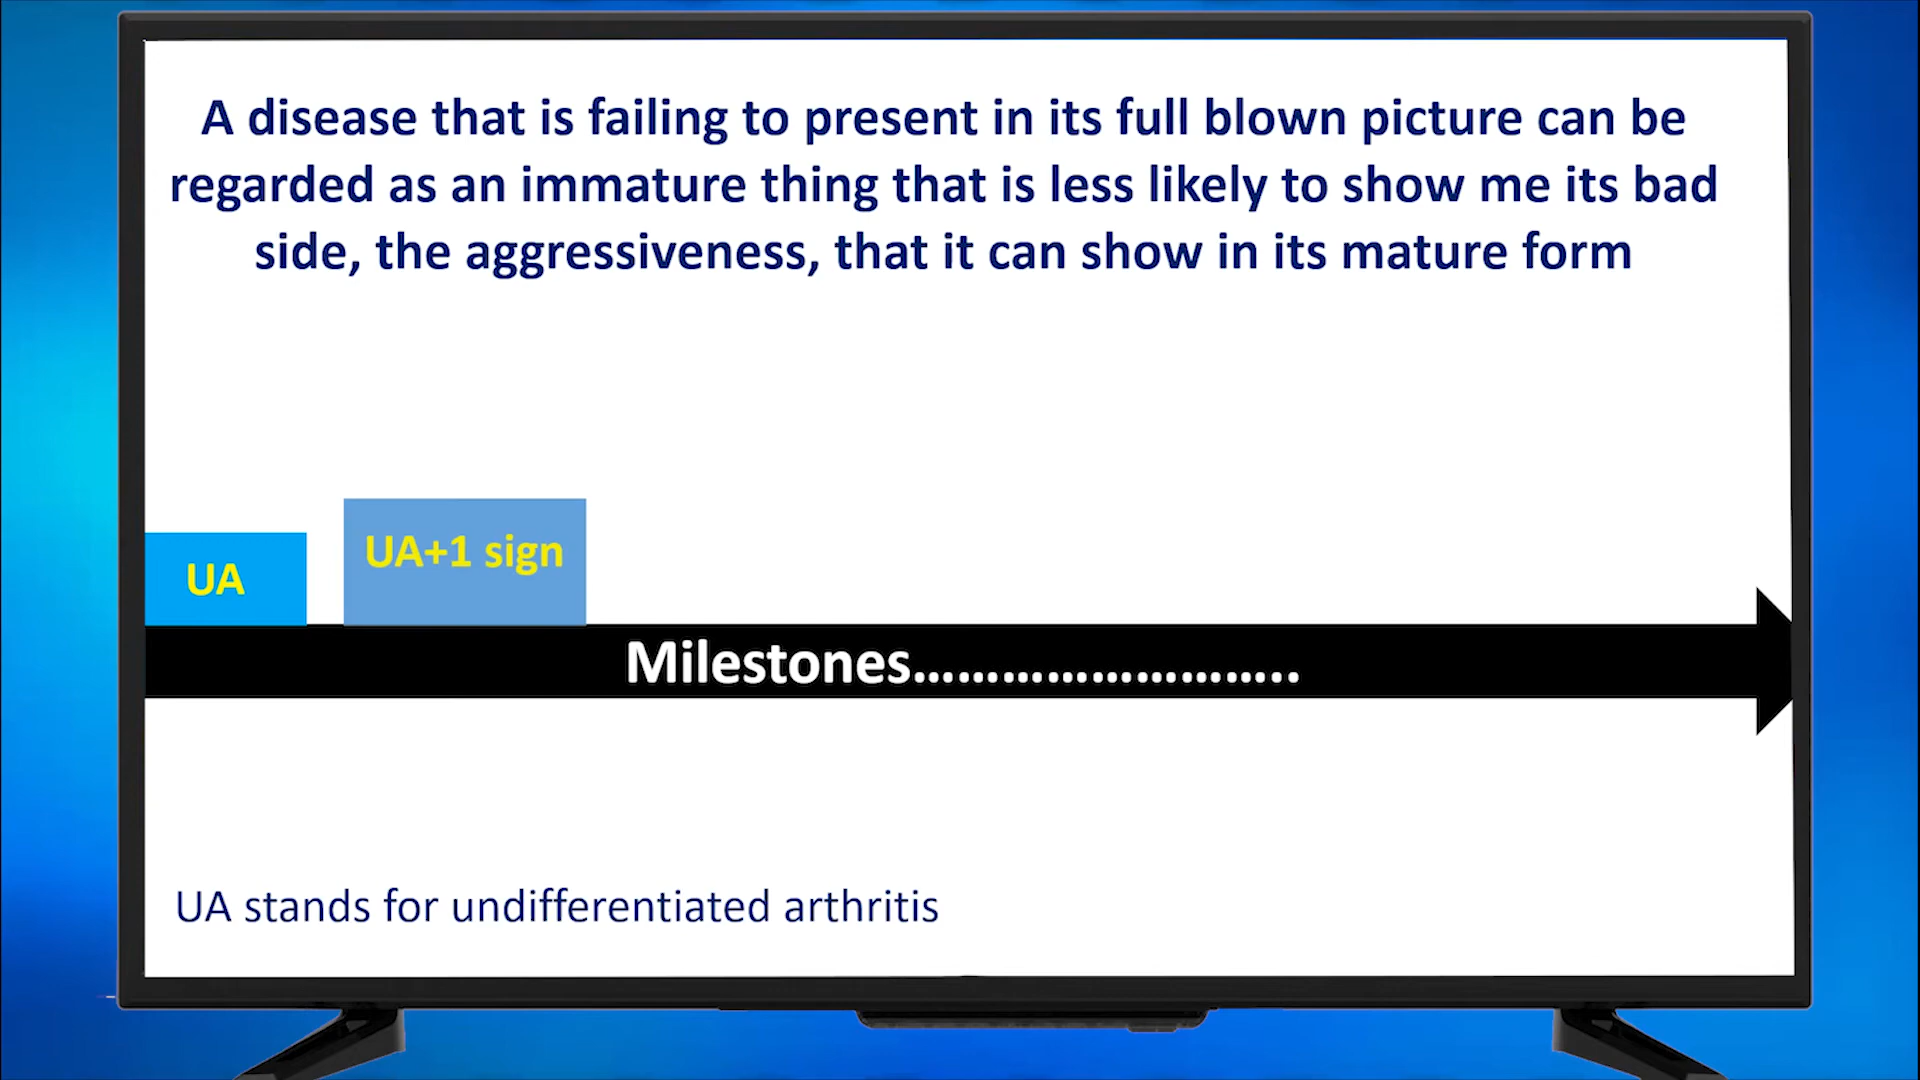 A disease that is failing to present in its full blown picture can be
regarded as an immature thing that is less likely to show me its bad
side, the aggressiveness, that it can show in its mature form
UA+1 sign
UA
Milestones……………………..
UA stands for undifferentiated arthritis